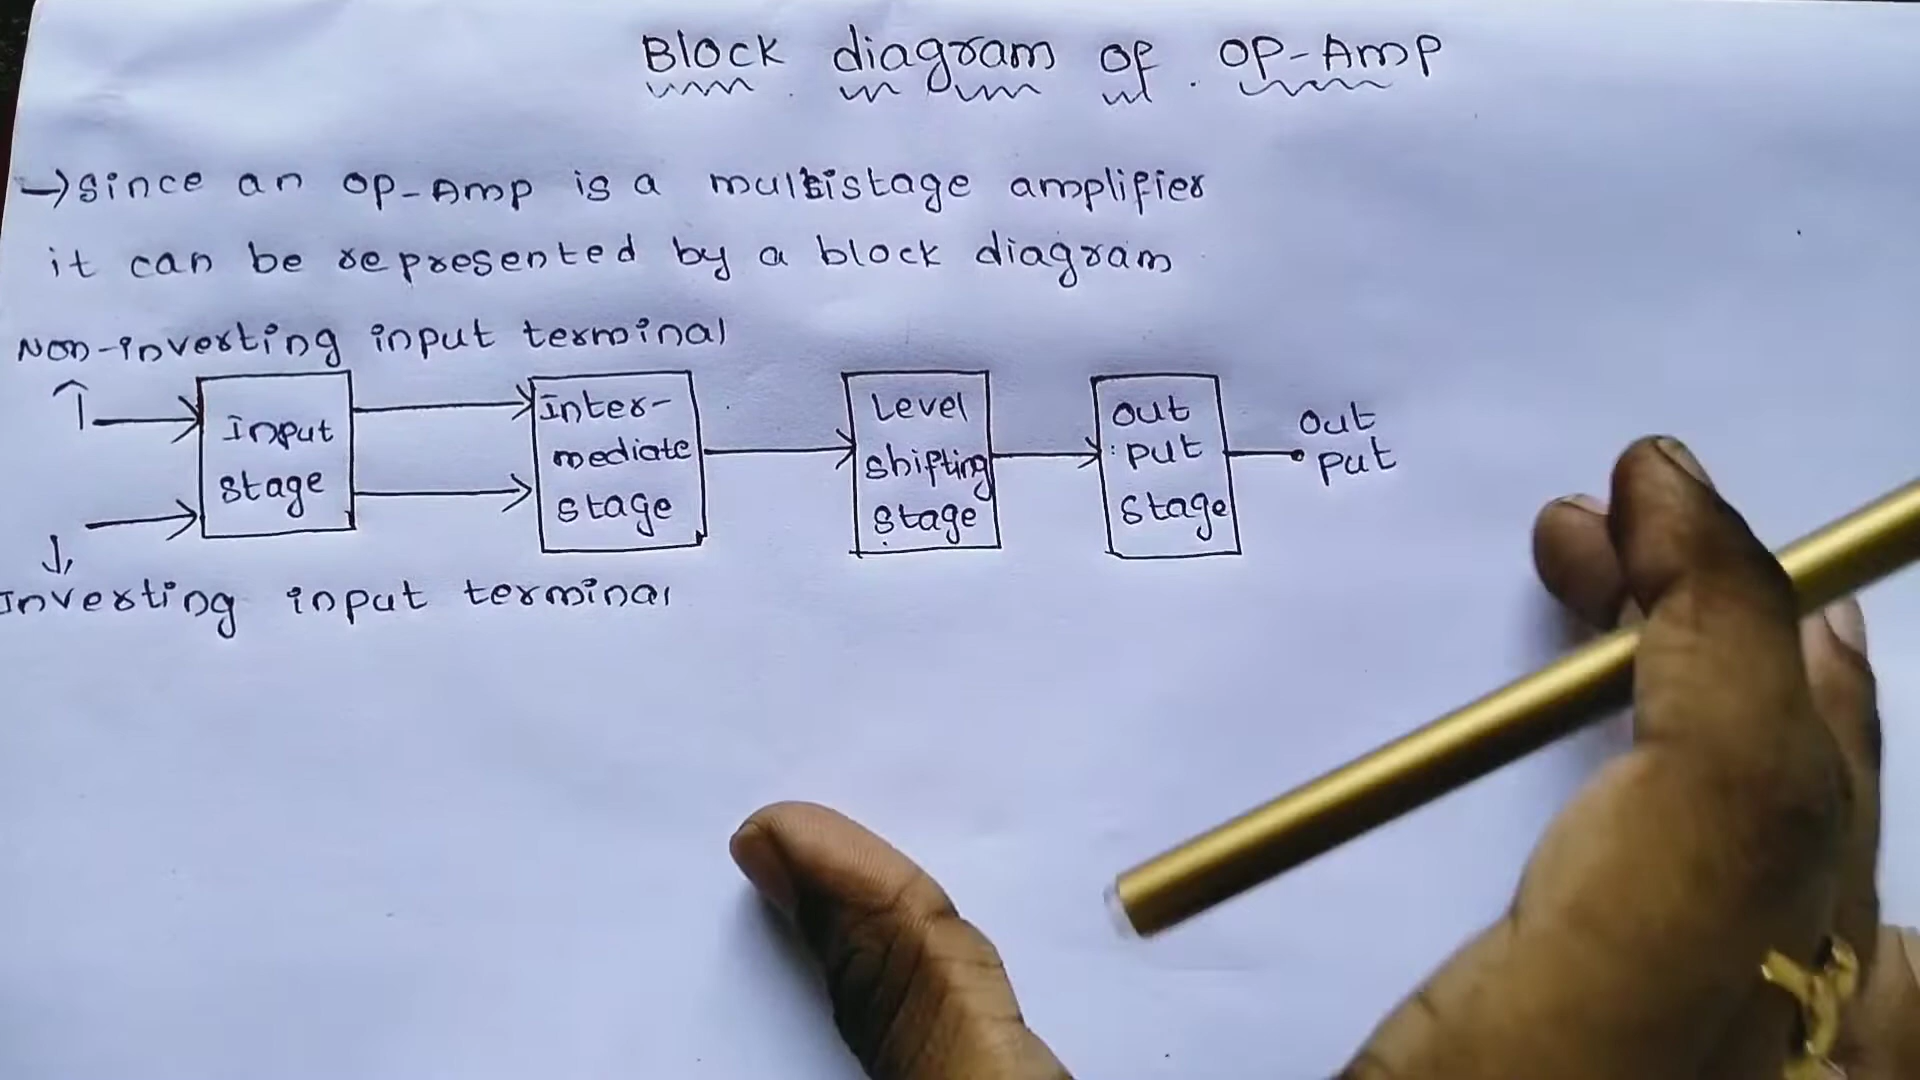 Block diagram of OP-Amp
→since an op-Amp is a multistage amplifier
it can be represented by a block diagram
Non-inverting input terminal
Input
stage
Inter-
mediate
stage
Level
shifting
stage
out
put
stage
out
put
Inverting input terminal